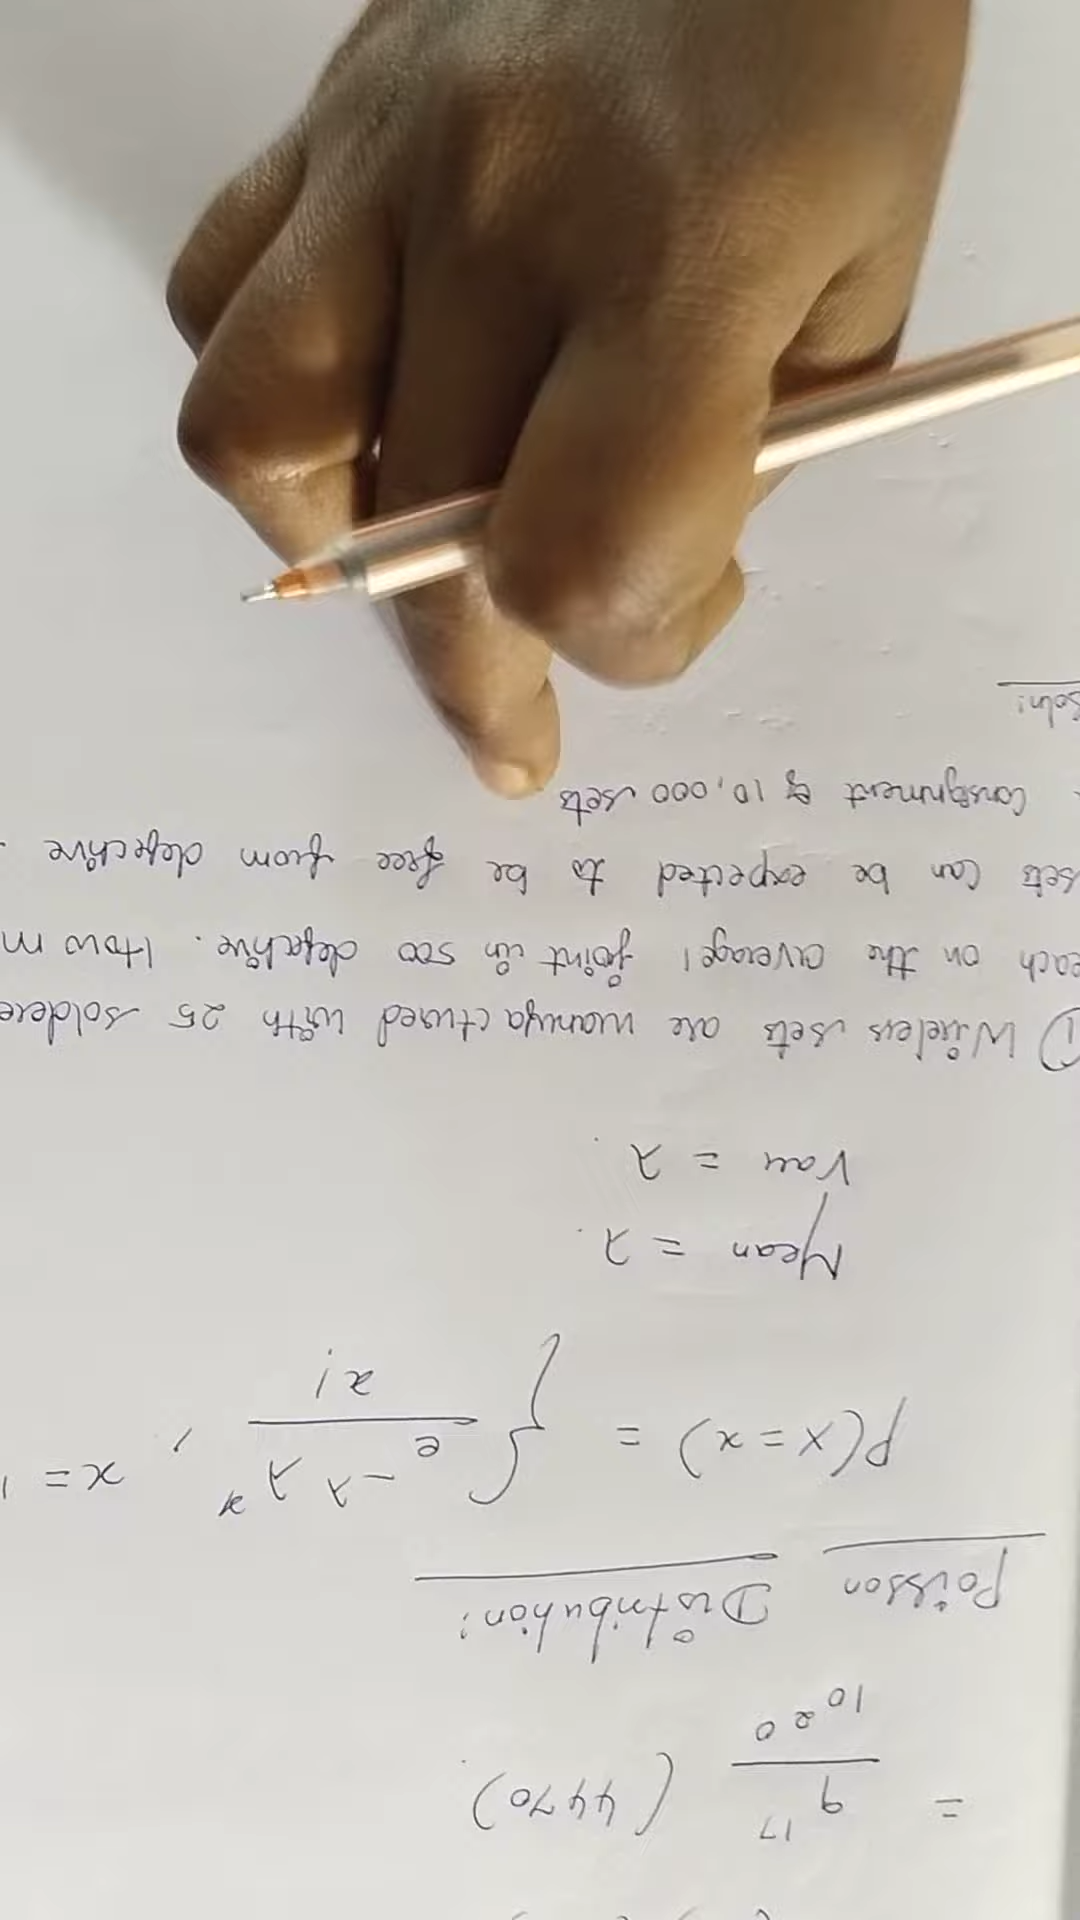 = 9^17 / 10^20 (4470).
Poisson Distribution:
P(X=x) = { e^-λ λ^x / x! , x =
Mean = λ.
Var = λ.
① Wireless sets are manufactured with 25
each on the average 1 joint in 500 defective. How
sets can be expected to be free from defective
consignment of 10,000 sets
Soln: